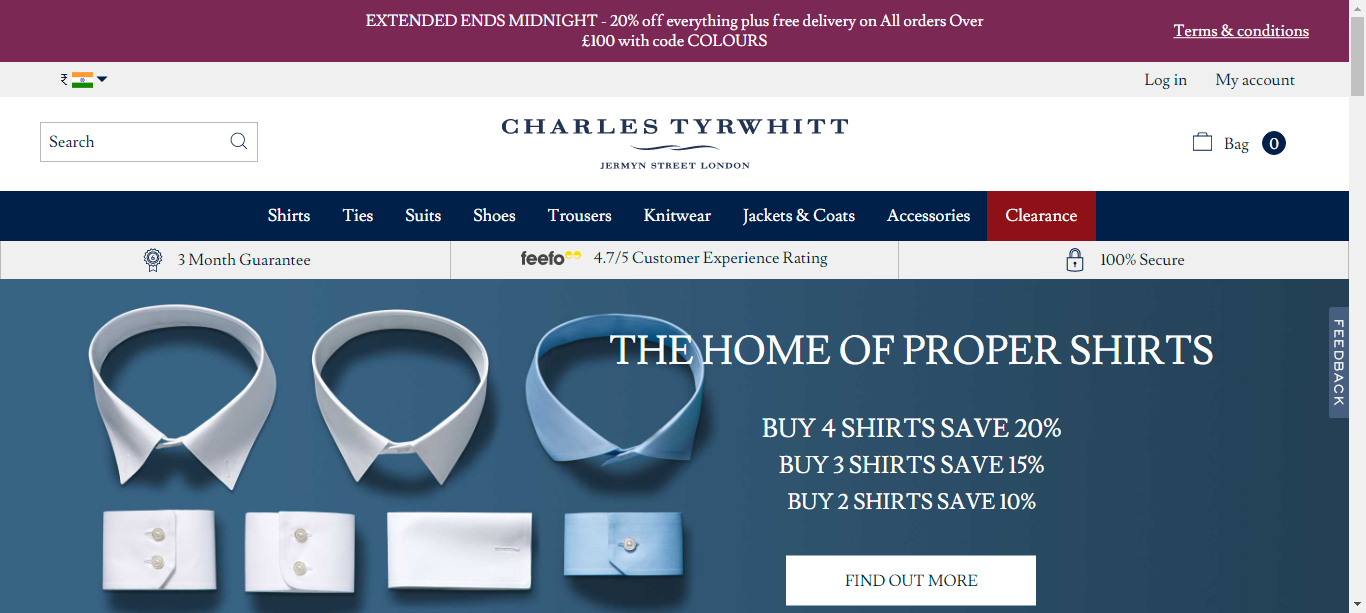 EXTENDED ENDS MIDNIGHT - 20% off everything plus free delivery on All orders Over
£100 with code COLOURS
Terms & conditions
₹
Log in
My account
Search
CHARLES TYRWHITT
JERMYN STREET LONDON
Bag 0
Shirts
Ties
Suits
Shoes
Trousers
Knitwear
Jackets & Coats
Accessories
Clearance
3 Month Guarantee
feefo 4.7/5 Customer Experience Rating
100% Secure
FEEDBACK
THE HOME OF PROPER SHIRTS
BUY 4 SHIRTS SAVE 20%
BUY 3 SHIRTS SAVE 15%
BUY 2 SHIRTS SAVE 10%
FIND OUT MORE